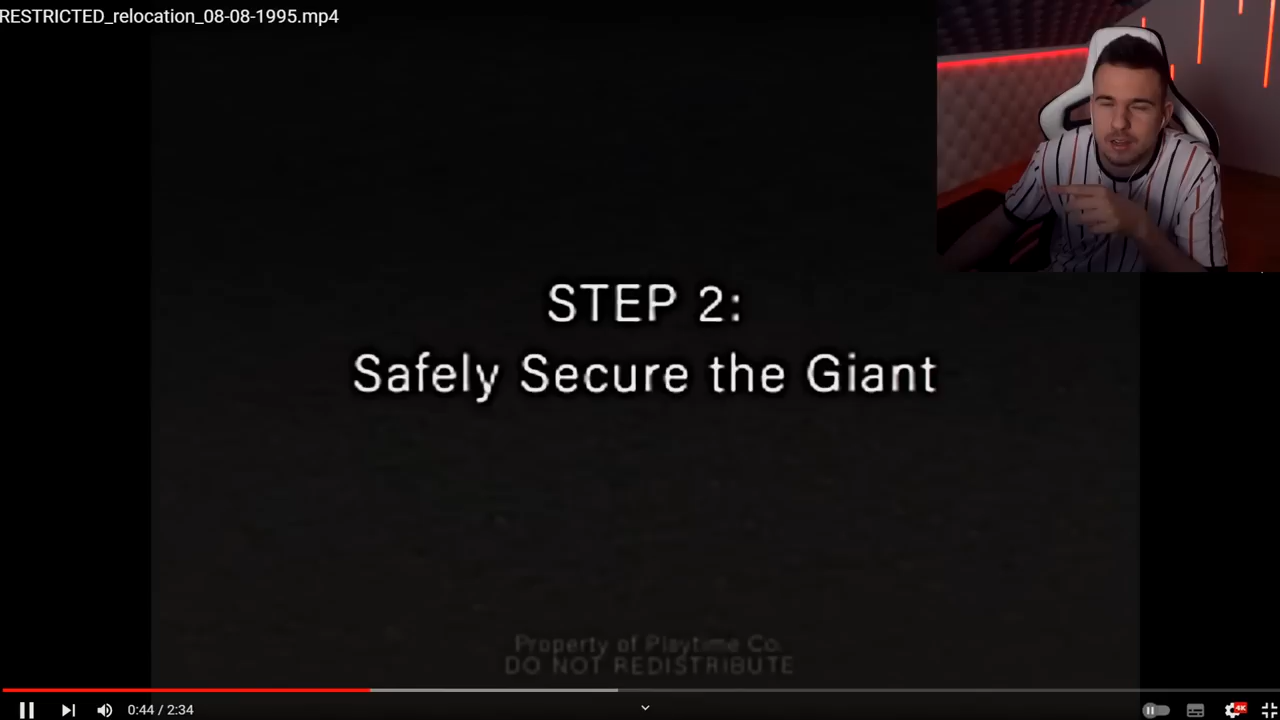 RESTRICTED_relocation_08-08-1995.mp4
STEP 2:
Safely Secure the Giant
Property of Playtime Co.
DO NOT REDISTRIBUTE
0:44 / 2:34
4K